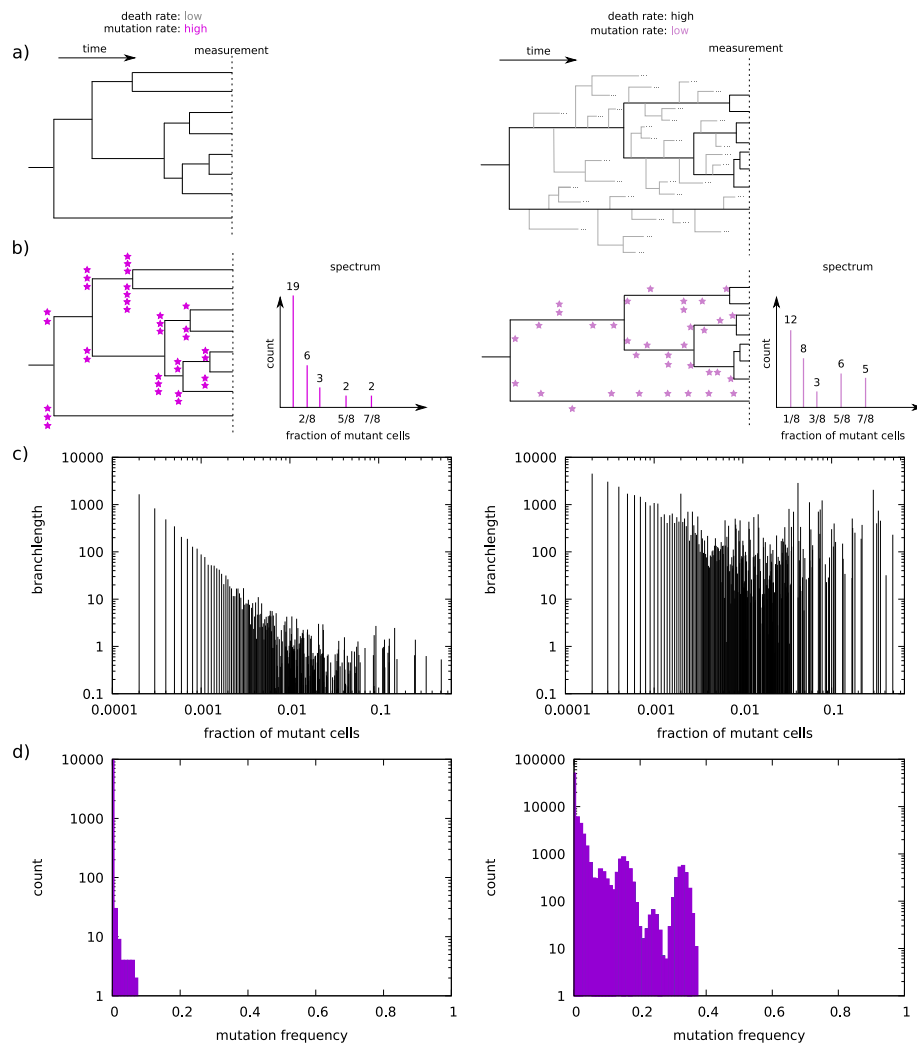 death rate: low
mutation rate: high
death rate: high
mutation rate: low
a)
time
measurement
time
measurement
b)
spectrum
19
6
3
2
2
count
2/8
5/8
7/8
fraction of mutant cells
spectrum
12
8
3
6
5
count
1/8
3/8
5/8
7/8
fraction of mutant cells
c)
10000
1000
100
10
1
0.1
branchlength
0.0001
0.001
0.01
0.1
fraction of mutant cells
10000
1000
100
10
1
0.1
branchlength
0.0001
0.001
0.01
0.1
fraction of mutant cells
d)
10000
1000
100
10
1
count
0
0.2
0.4
0.6
0.8
1
mutation frequency
100000
10000
1000
100
10
1
count
0
0.2
0.4
0.6
0.8
1
mutation frequency